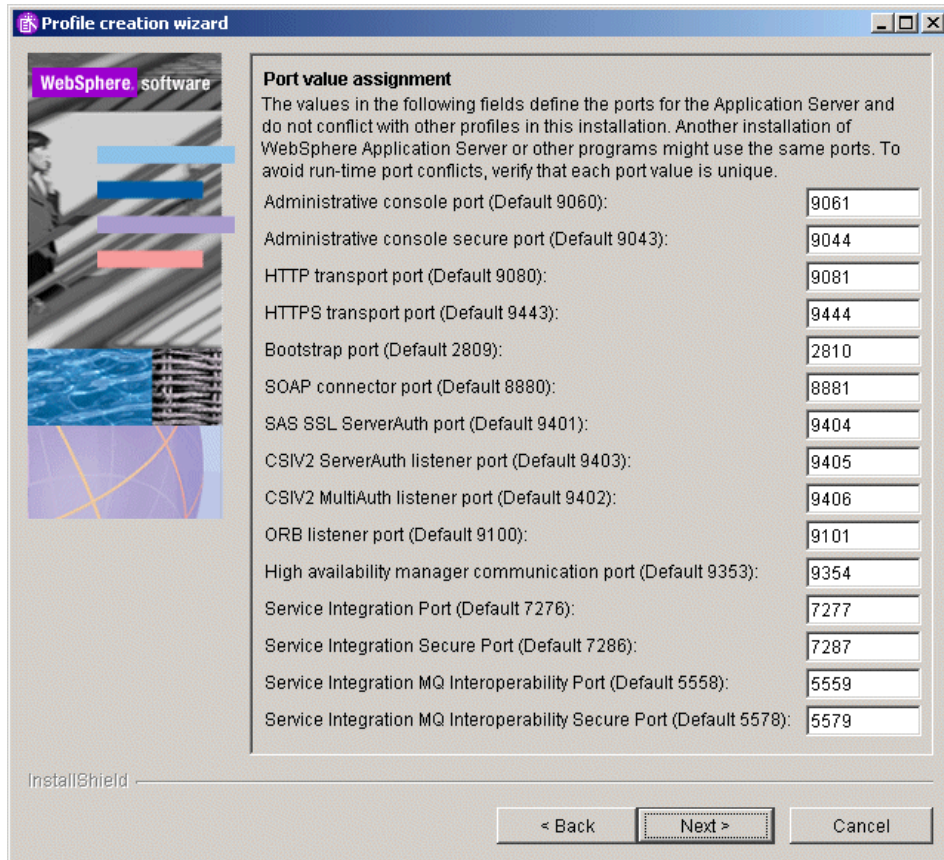 Profile creation wizard
WebSphere. software
Port value assignment
The values in the following fields define the ports for the Application Server and
do not conflict with other profiles in this installation. Another installation of
WebSphere Application Server or other programs might use the same ports. To
avoid run-time port conflicts, verify that each port value is unique.
Administrative console port (Default 9060): 9061
Administrative console secure port (Default 9043): 9044
HTTP transport port (Default 9080): 9081
HTTPS transport port (Default 9443): 9444
Bootstrap port (Default 2809): 2810
SOAP connector port (Default 8880): 8881
SAS SSL ServerAuth port (Default 9401): 9404
CSIV2 ServerAuth listener port (Default 9403): 9405
CSIV2 MultiAuth listener port (Default 9402): 9406
ORB listener port (Default 9100): 9101
High availability manager communication port (Default 9353): 9354
Service Integration Port (Default 7276): 7277
Service Integration Secure Port (Default 7286): 7287
Service Integration MQ Interoperability Port (Default 5558): 5559
Service Integration MQ Interoperability Secure Port (Default 5578): 5579
InstallShield
< Back Next > Cancel